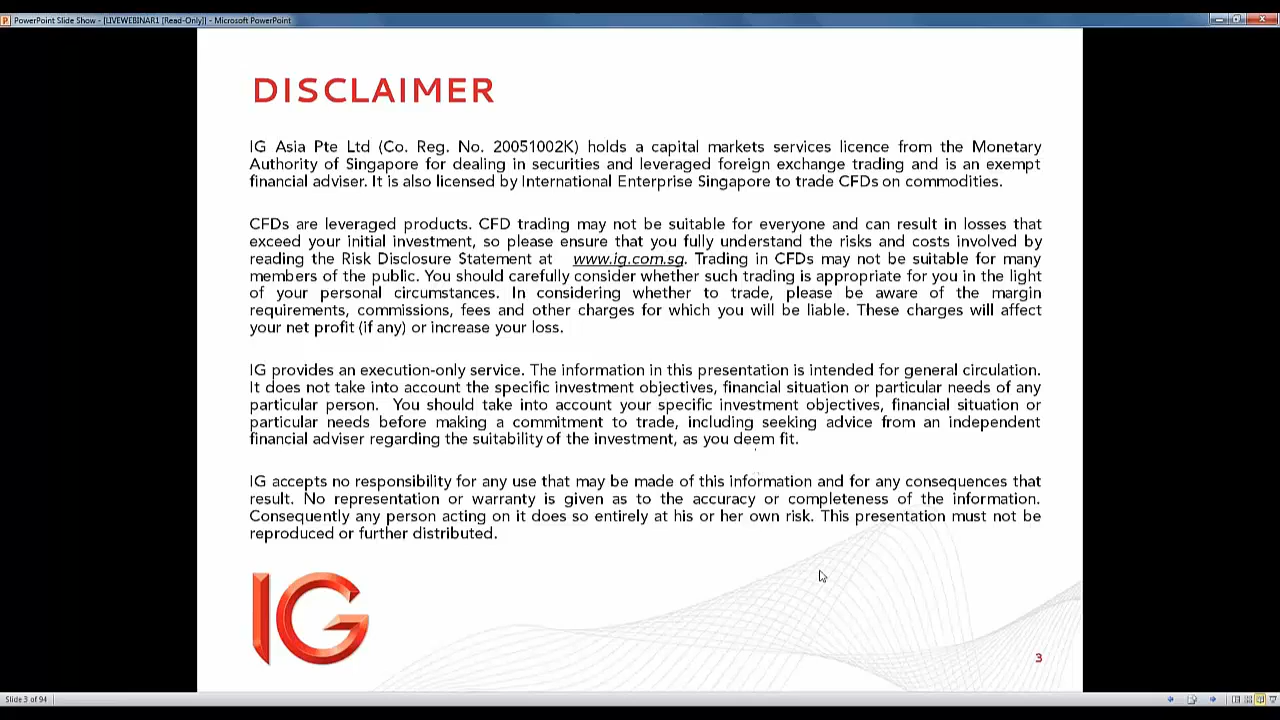 PowerPoint Slide Show - [LIVEWEBINAR1 [Read-Only]] - Microsoft PowerPoint
DISCLAIMER
IG Asia Pte Ltd (Co. Reg. No. 20051002K) holds a capital markets services licence from the Monetary
Authority of Singapore for dealing in securities and leveraged foreign exchange trading and is an exempt
financial adviser. It is also licensed by International Enterprise Singapore to trade CFDs on commodities.
CFDs are leveraged products. CFD trading may not be suitable for everyone and can result in losses that
exceed your initial investment, so please ensure that you fully understand the risks and costs involved by
reading the Risk Disclosure Statement at www.ig.com.sg. Trading in CFDs may not be suitable for many
members of the public. You should carefully consider whether such trading is appropriate for you in the light
of your personal circumstances. In considering whether to trade, please be aware of the margin
requirements, commissions, fees and other charges for which you will be liable. These charges will affect
your net profit (if any) or increase your loss.
IG provides an execution-only service. The information in this presentation is intended for general circulation.
It does not take into account the specific investment objectives, financial situation or particular needs of any
particular person. You should take into account your specific investment objectives, financial situation or
particular needs before making a commitment to trade, including seeking advice from an independent
financial adviser regarding the suitability of the investment, as you deem fit.
IG accepts no responsibility for any use that may be made of this information and for any consequences that
result. No representation or warranty is given as to the accuracy or completeness of the information.
Consequently any person acting on it does so entirely at his or her own risk. This presentation must not be
reproduced or further distributed.
IG
3
Slide 3 of 94